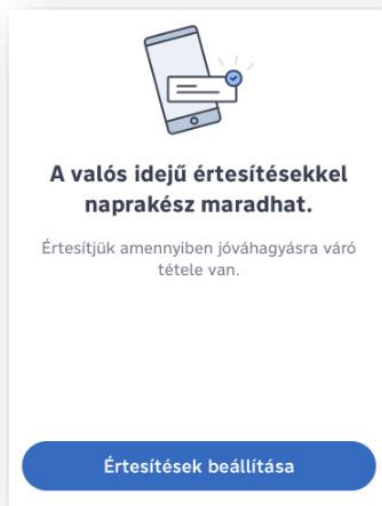 A valós idejű értesítésekkel
naprakész maradhat.
Értesítjük amennyiben jóváhagyásra váró
tétele van.
Értesítések beállítása